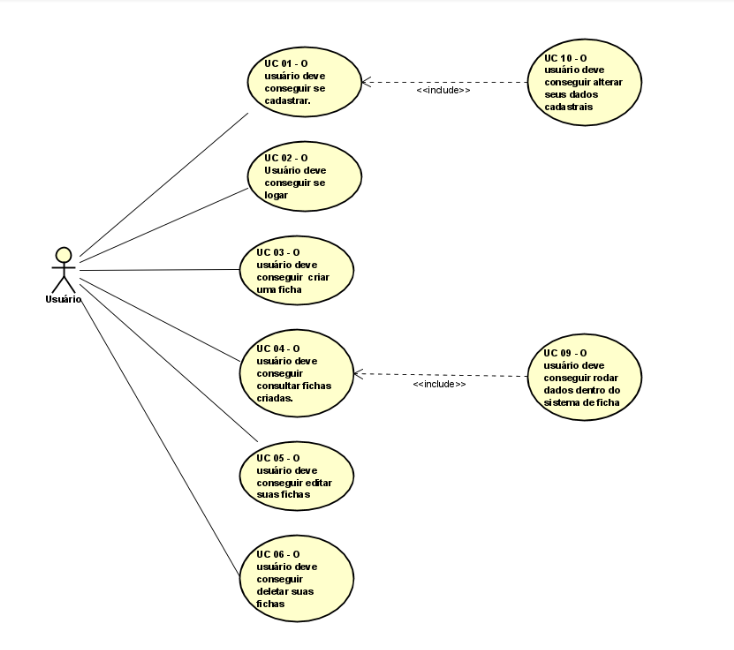 UC 01 - O
usuário deve
conseguir se
cadastrar.
<<include>>
UC 10 - O
usuário deve
conseguir alterar
seus dados
cadastrais
UC 02 - O
Usuário deve
conseguir se
logar
UC 03 - O
usuário deve
conseguir criar
uma ficha
Usuário
UC 04 - O
usuário deve
conseguir
consultar fichas
criadas.
<<include>>
UC 09 - O
usuário deve
conseguir rodar
dados dentro do
sistema de ficha
UC 05 - O
usuário deve
conseguir editar
suas fichas
UC 06 - O
usuário deve
conseguir
deletar suas
fichas